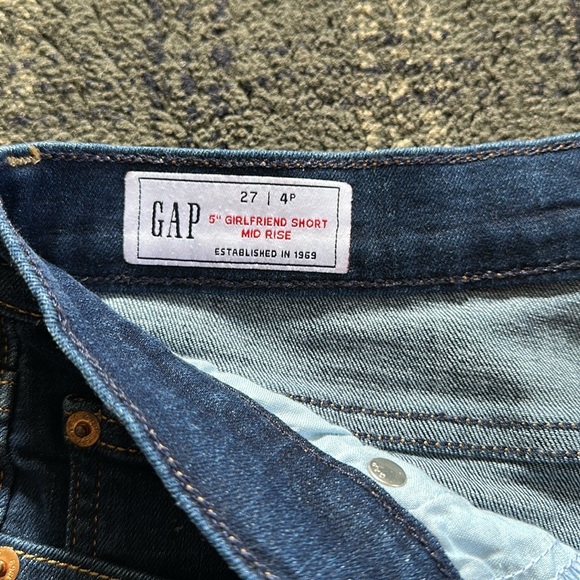 27 | 4P
GAP
5" GIRLFRIEND SHORT
MID RISE
ESTABLISHED IN 1969